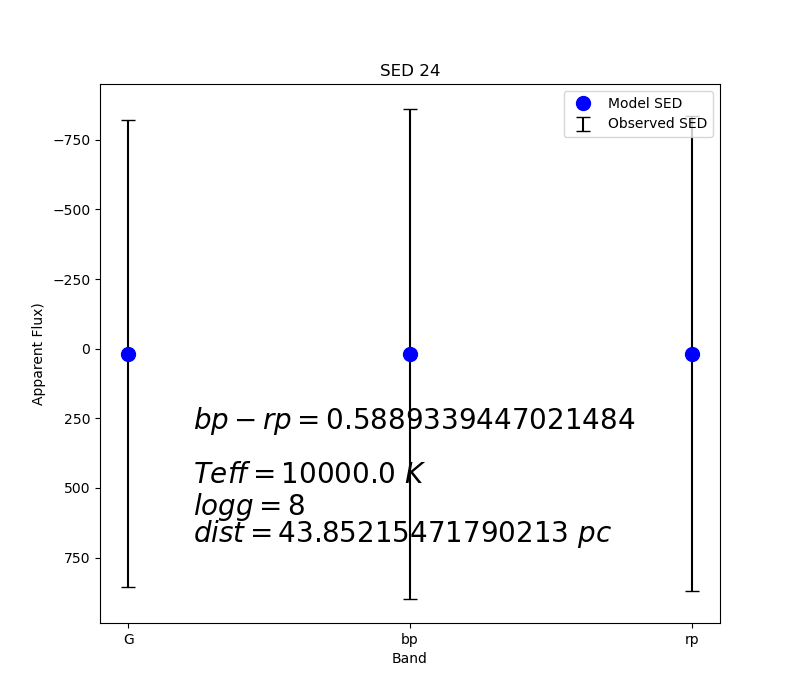 SED 24
Model SED
Observed SED
Apparent Flux)
−750
−500
−250
0
250
500
750
bp − rp = 0.5889339447021484
Teff = 10000.0 K
logg = 8
dist = 43.85215471790213 pc
G
bp
rp
Band